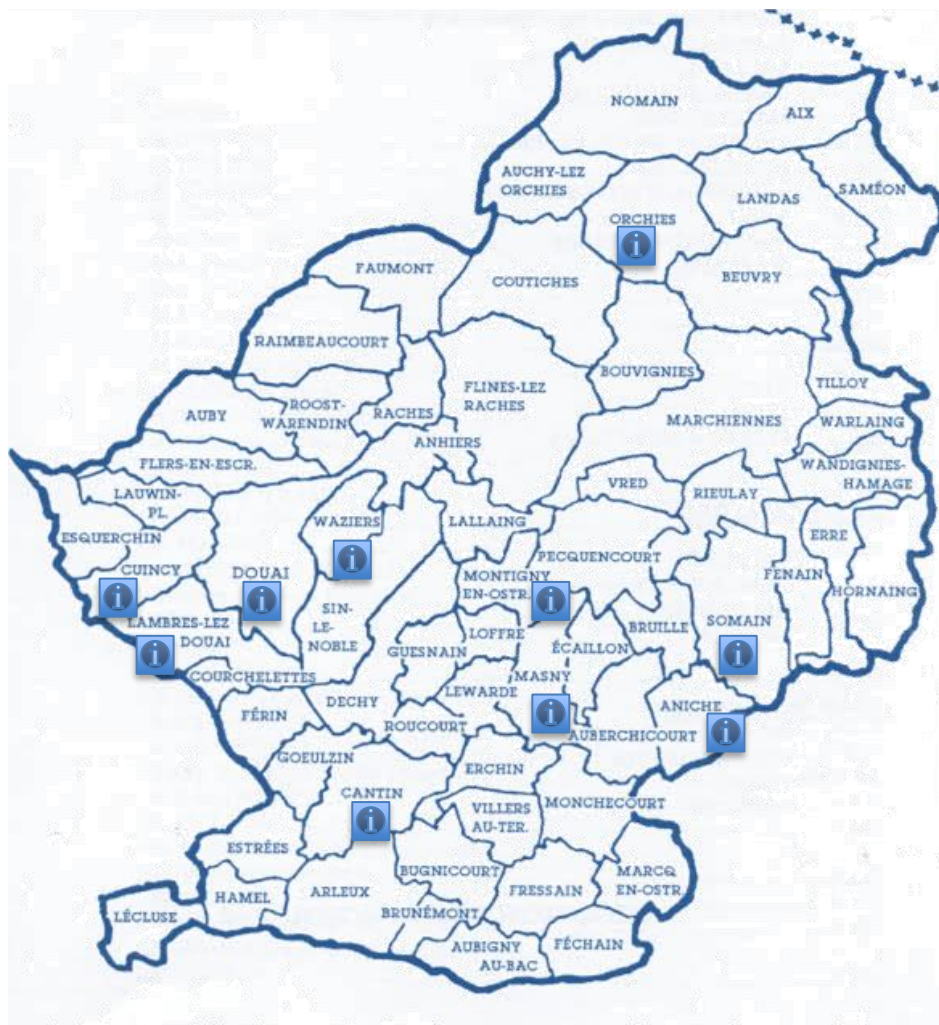 NOMAIN
AIX
AUCHY-LEZ
ORCHIES
SAMÉON
LANDAS
ORCHIES
i
FAUMONT
COUTICHES
BEUVRY
RAIMBEAUCOURT
BOUVIGNIES
TILLOY
FLINES-LEZ
RACHES
ROOST-
WARENDIN
AUBY
RACHES
MARCHIENNES
WARLAING
ANHIERS
FLERS-EN-ESCR.
WANDIGNIES-
HAMAGE
VRED
RIEULAY
LAUWIN-
PL.
WAZIERS
i
LALLAING
ESQUERCHIN
ERRE
PECQUENCOURT
CUINCY
i
DOUAI
i
MONTIGNY
EN-OSTR.
i
FENAIN
HORNAING
SIN-
LE-
NOBLE
LAMBRES-LEZ
DOUAI
i
LOFFRE
BRUILLE
SOMAIN
i
GUESNAIN
ÉCAILLON
COURCHELETTES
MASNY
i
LEWARDE
DECHY
ANICHE
i
FÉRIN
ROUCOURT
AUBERCHICOURT
GOEULZIN
ERCHIN
CANTIN
i
MONCHECOURT
VILLERS
AU-TER.
ESTRÉES
BUGNICOURT
MARCQ
EN-OSTR.
HAMEL
ARLEUX
FRESSAIN
LÉCLUSE
BRUNÉMONT
AUBIGNY
AU-BAC
FÉCHAIN